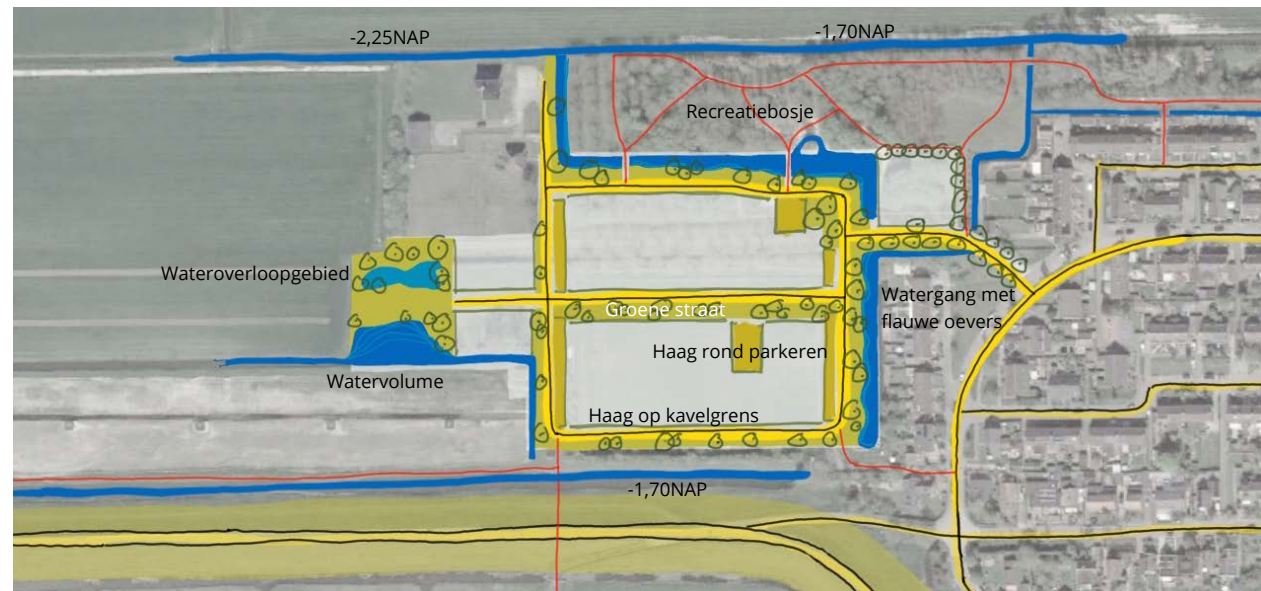 -2,25NAP
-1,70NAP
Recreatiebosje
Wateroverloopgebied
Watergang met
flauwe oevers
Groene straat
Haag rond parkeren
Watervolume
Haag op kavelgrens
-1,70NAP